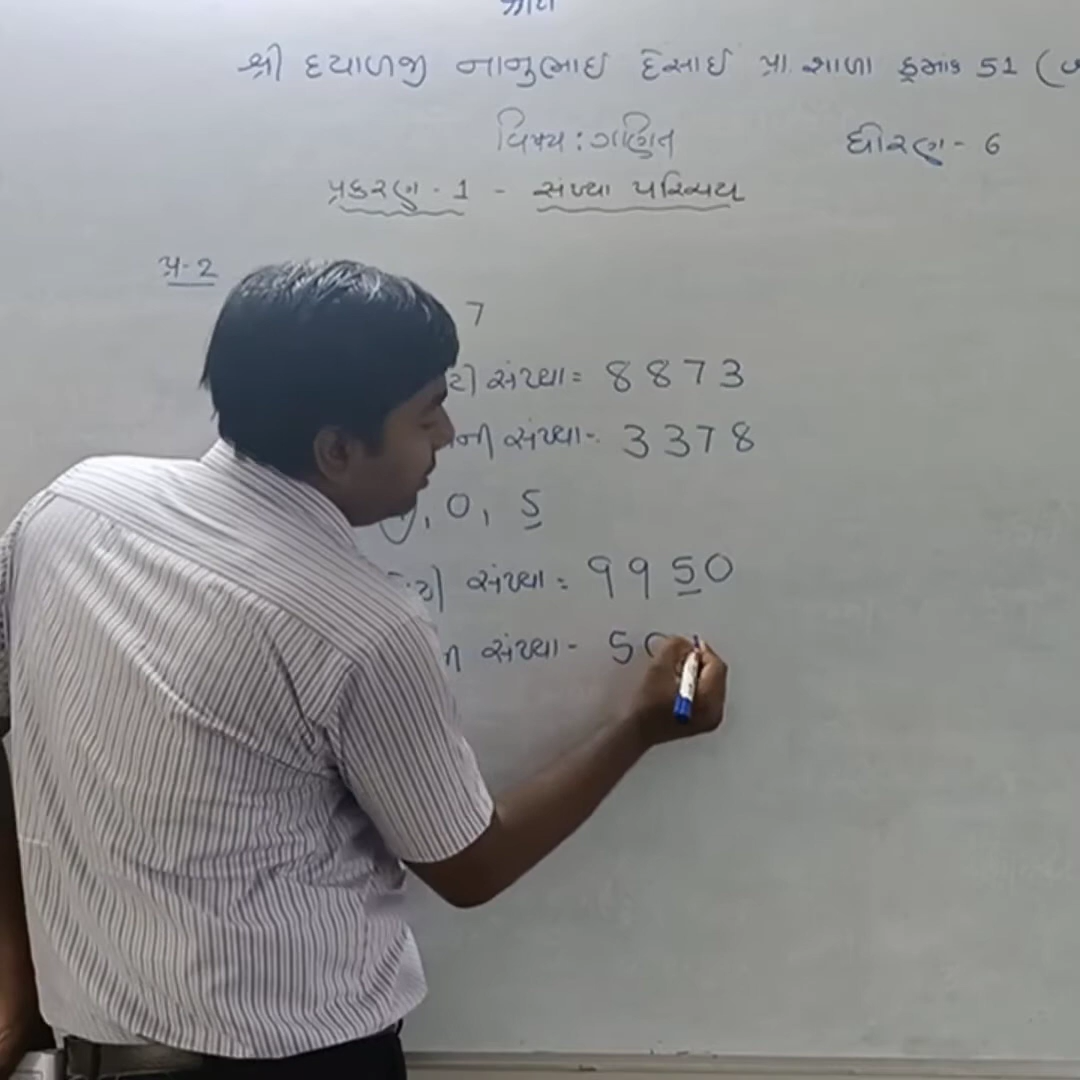 શ્રી દયાળજી નાનુભાઈ દેસાઈ પ્રા. શાળા ક્રમાંક 51 (
વિષય : ગણિત ધોરણ - 6
પ્રકરણ - 1 - સંખ્યા પરિચય
પ્ર-2
7
સંખ્યા = 8873
સંખ્યા - 3378
, 0, 5
સંખ્યા = 9950
સંખ્યા - 50